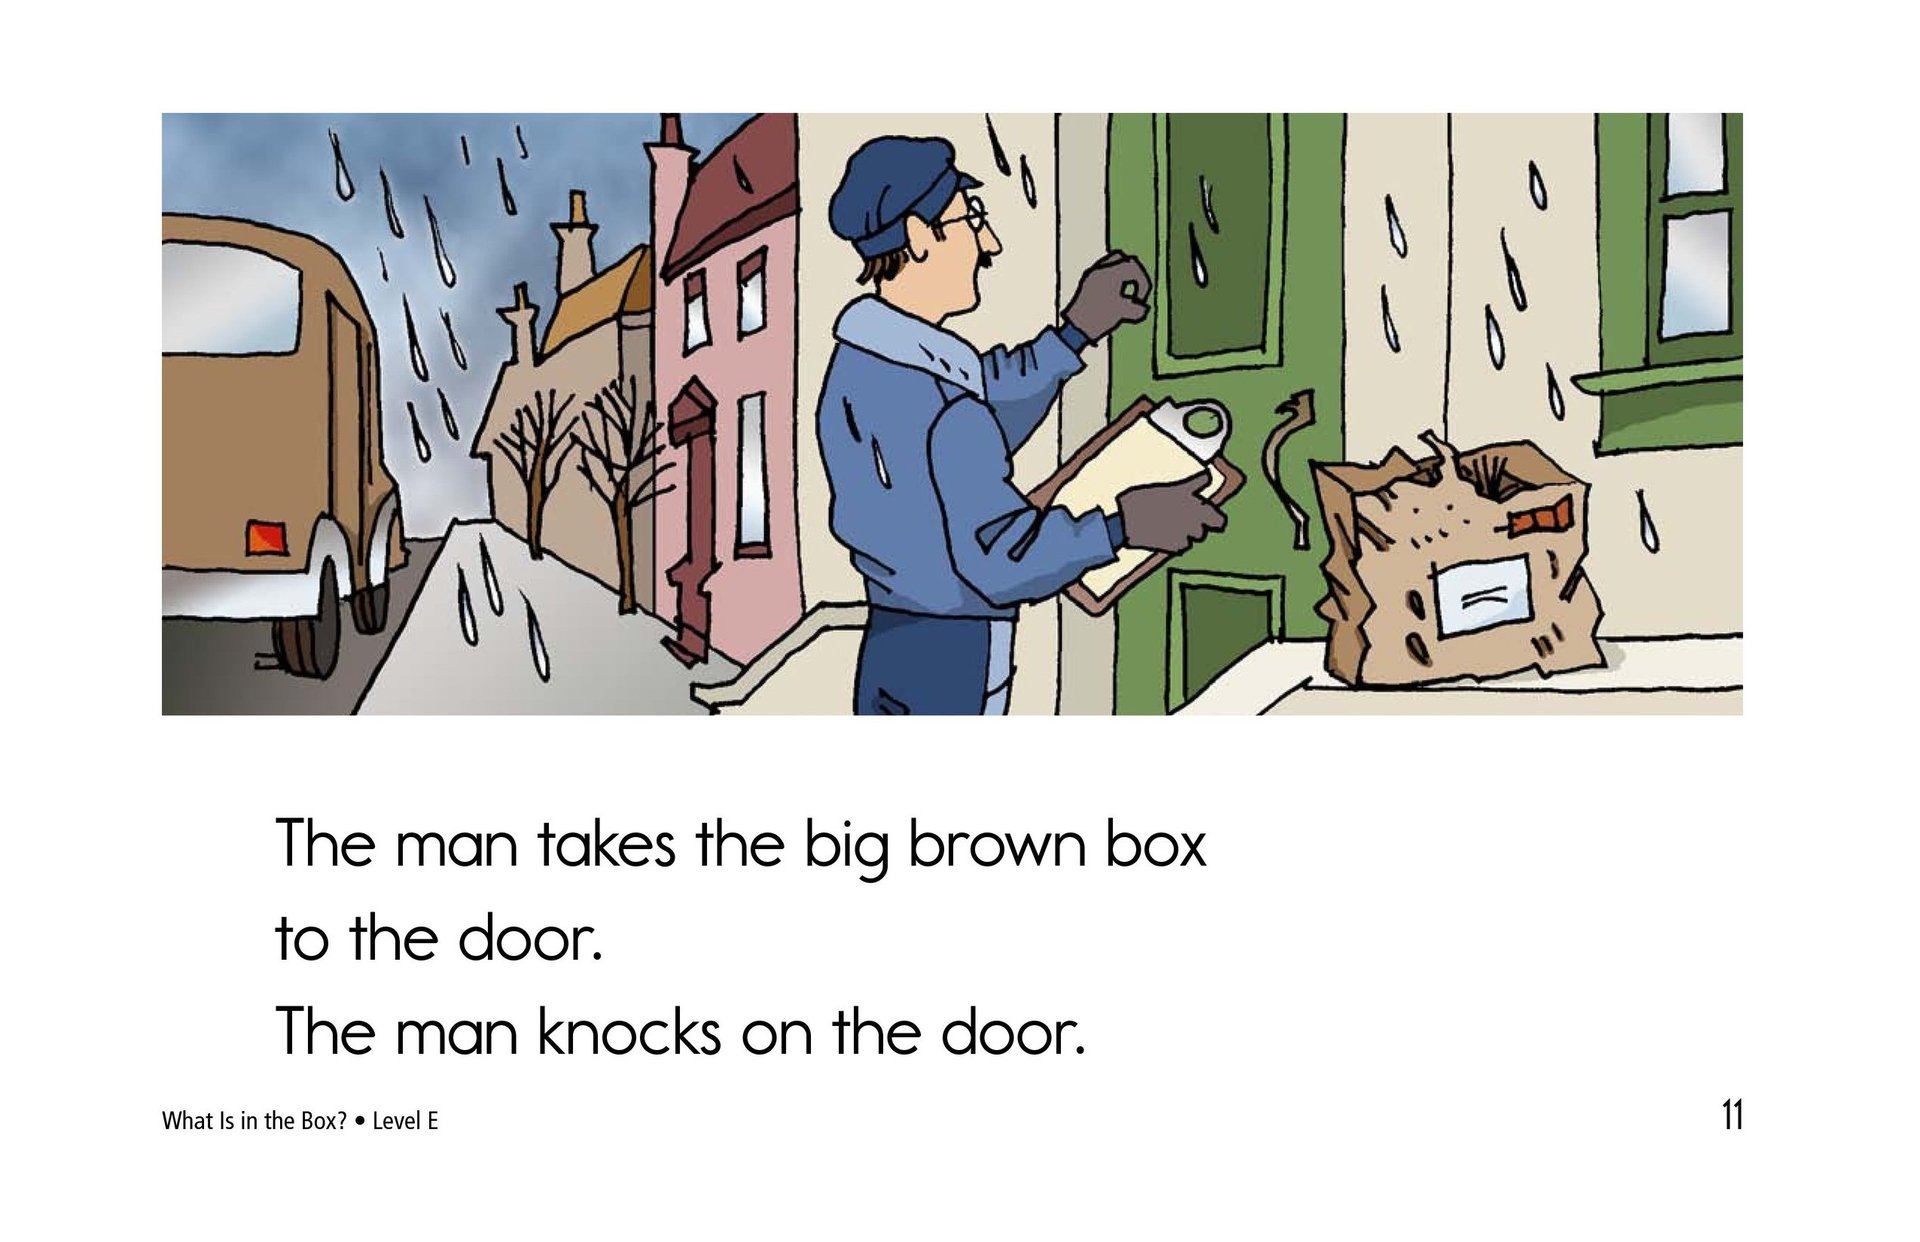 The man takes the big brown box
to the door.
The man knocks on the door.
What Is in the Box? • Level E
11